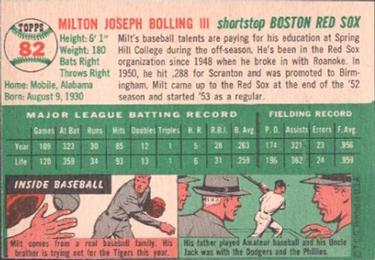 TOPPS
82
MILTON JOSEPH BOLLING III shortstop BOSTON RED SOX
Height: 6' 1"
Weight: 180
Bats Right
Throws Right
Home: Mobile, Alabama
Born: August 9, 1930
Milt's baseball talents are paying for his education at Spring
Hill College during the off-season. He's been in the Red Sox
organization since 1948 when he broke in with Roanoke. In
1950, he hit .288 for Scranton and was promoted to Birm-
ingham. Milt came up to the Red Sox at the end of the '52
season and started '53 as a regular.
MAJOR LEAGUE BATTING RECORD FIELDING RECORD
Games At Bat Runs Hits Doubles Triples H. R. R.B.I. B. Avg. P.O. Assists Errors F. Avg.
Year 109 323 30 85 12 1 5 28 .263 174 321 23 .956
Life 120 359 34 93 13 1 6 31 .259 196 362 24 .959
INSIDE BASEBALL
Milt comes from a real baseball family. His
brother is trying not for the Tigers this year.
His father played Amateur baseball and his Uncle
Jack was with the Dodgers and the Phillies.